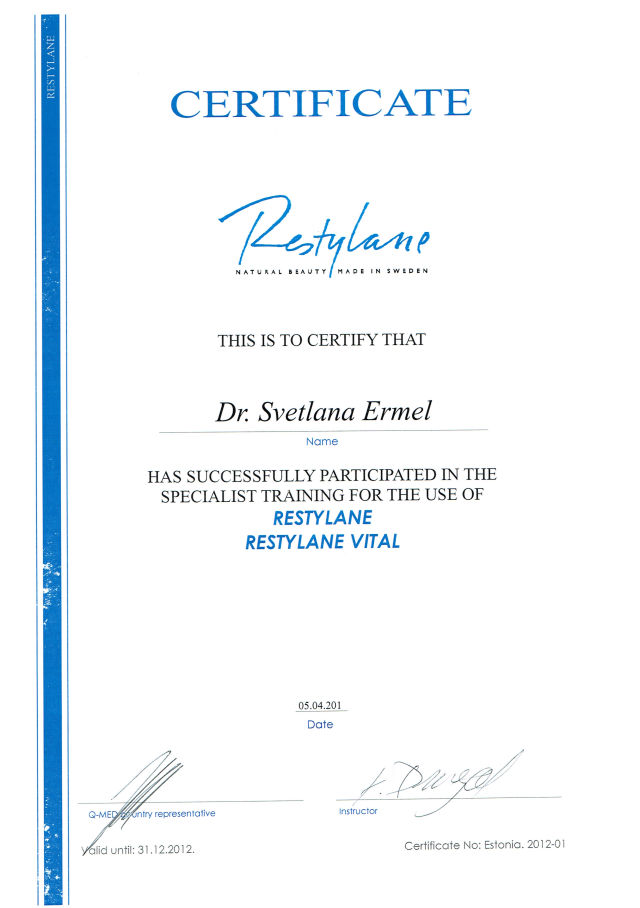 RESTYLANE
CERTIFICATE
Restylane
NATURAL BEAUTY MADE IN SWEDEN
THIS IS TO CERTIFY THAT
Dr. Svetlana Ermel
Name
HAS SUCCESSFULLY PARTICIPATED IN THE
SPECIALIST TRAINING FOR THE USE OF
RESTYLANE
RESTYLANE VITAL
05.04.201
Date
Q-MED country representative
Instructor
Valid until: 31.12.2012.
Certificate No: Estonia. 2012-01